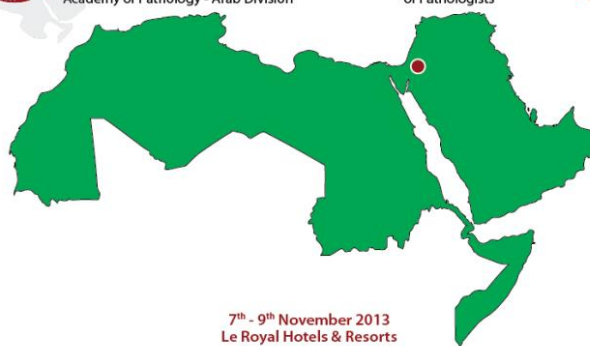 Academy of Pathology - Arab Division
of Pathologists
7th - 9th November 2013
Le Royal Hotels & Resorts